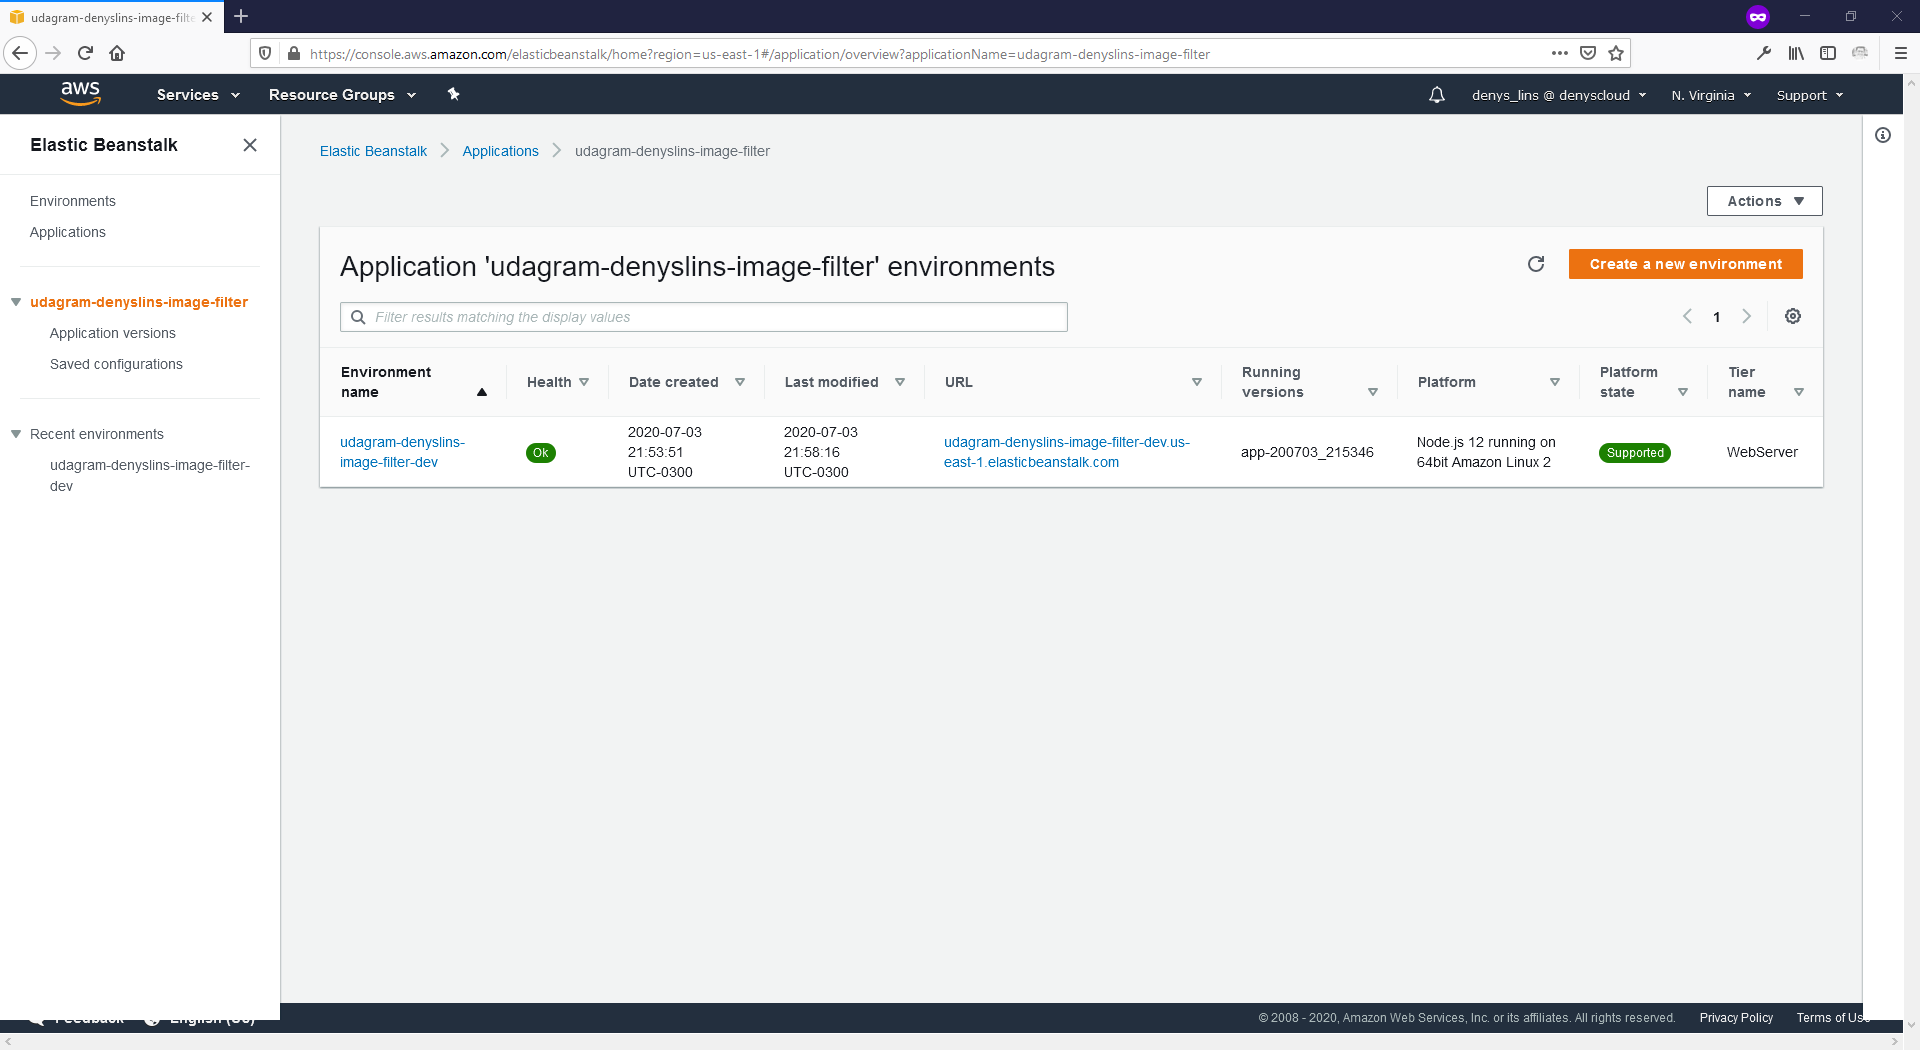 udagram-denyslins-image-filte
https://console.aws.amazon.com/elasticbeanstalk/home?region=us-east-1#/application/overview?applicationName=udagram-denyslins-image-filter
aws
Services
Resource Groups
denys_lins @ denyscloud
N. Virginia
Support
Elastic Beanstalk
Environments
Applications
udagram-denyslins-image-filter
Application versions
Saved configurations
Recent environments
udagram-denyslins-image-filter-
dev
Elastic Beanstalk
Applications
udagram-denyslins-image-filter
Actions
Application 'udagram-denyslins-image-filter' environments
Create a new environment
Filter results matching the display values
1
Environment
name
Health
Date created
Last modified
URL
Running
versions
Platform
Platform
state
Tier
name
udagram-denyslins-
image-filter-dev
Ok
2020-07-03
21:53:51
UTC-0300
2020-07-03
21:58:16
UTC-0300
udagram-denyslins-image-filter-dev.us-
east-1.elasticbeanstalk.com
app-200703_215346
Node.js 12 running on
64bit Amazon Linux 2
Supported
WebServer
Feedback
English (US)
© 2008 - 2020, Amazon Web Services, Inc. or its affiliates. All rights reserved.
Privacy Policy
Terms of Use